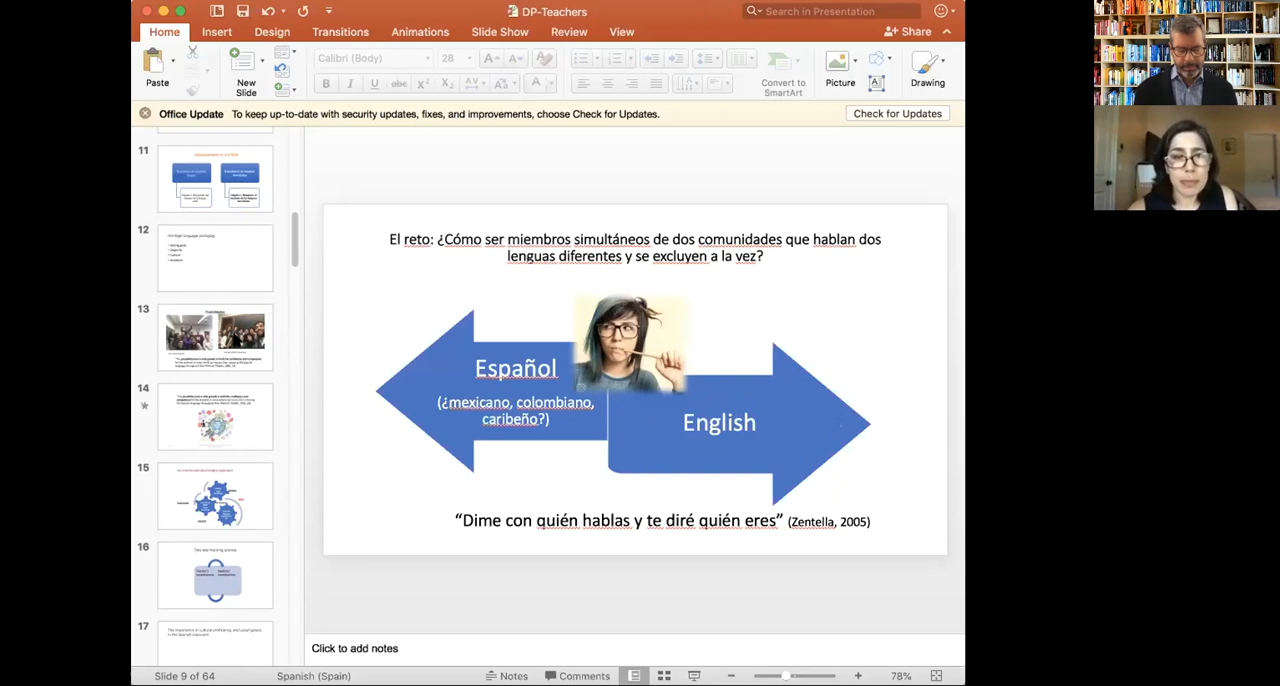 DP-Teachers
Search in Presentation
Home Insert Design Transitions Animations Slide Show Review View
Share
Paste
New
Slide
Calibri (Body)
28
Convert to
SmartArt
Picture
Drawing
Office Update To keep up-to-date with security updates, fixes, and improvements, choose Check for Updates.
Check for Updates
11
12
13
14
15
16
17
El reto: ¿Cómo ser miembros simultáneos de dos comunidades que hablan dos
lenguas diferentes y se excluyen a la vez?
Español
(¿mexicano, colombiano,
caribeño?)
English
“Dime con quién hablas y te diré quién eres” (Zentella, 2005)
Click to add notes
Slide 9 of 64
Spanish (Spain)
Notes
Comments
78%